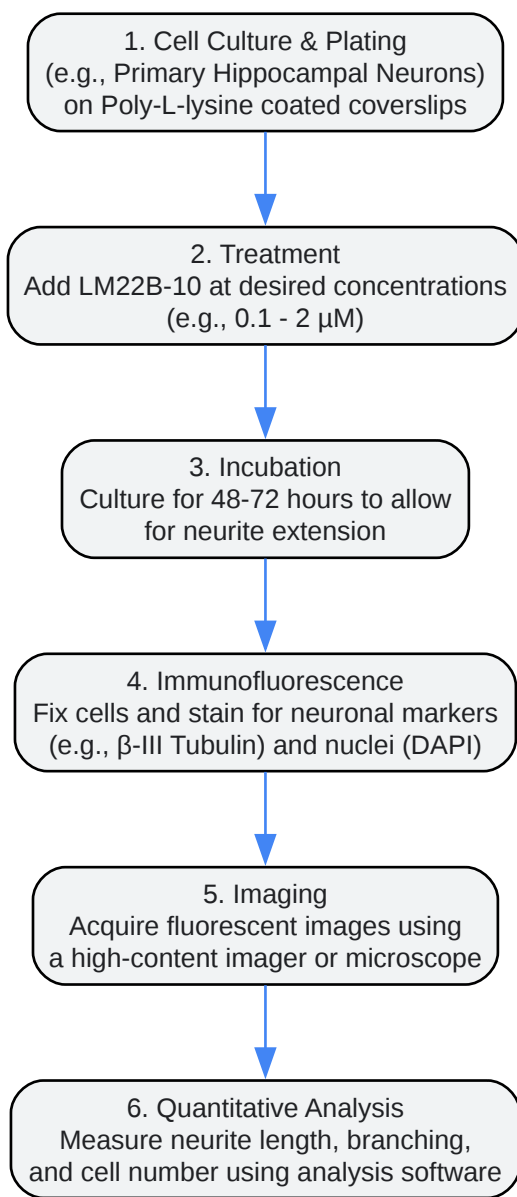 1. Cell Culture & Plating
(e.g., Primary Hippocampal Neurons)
on Poly-L-lysine coated coverslips
2. Treatment
Add LM22B-10 at desired concentrations
(e.g., 0.1 - 2 µM)
3. Incubation
Culture for 48-72 hours to allow
for neurite extension
4. Immunofluorescence
Fix cells and stain for neuronal markers
(e.g., β-III Tubulin) and nuclei (DAPI)
5. Imaging
Acquire fluorescent images using
a high-content imager or microscope
6. Quantitative Analysis
Measure neurite length, branching,
and cell number using analysis software